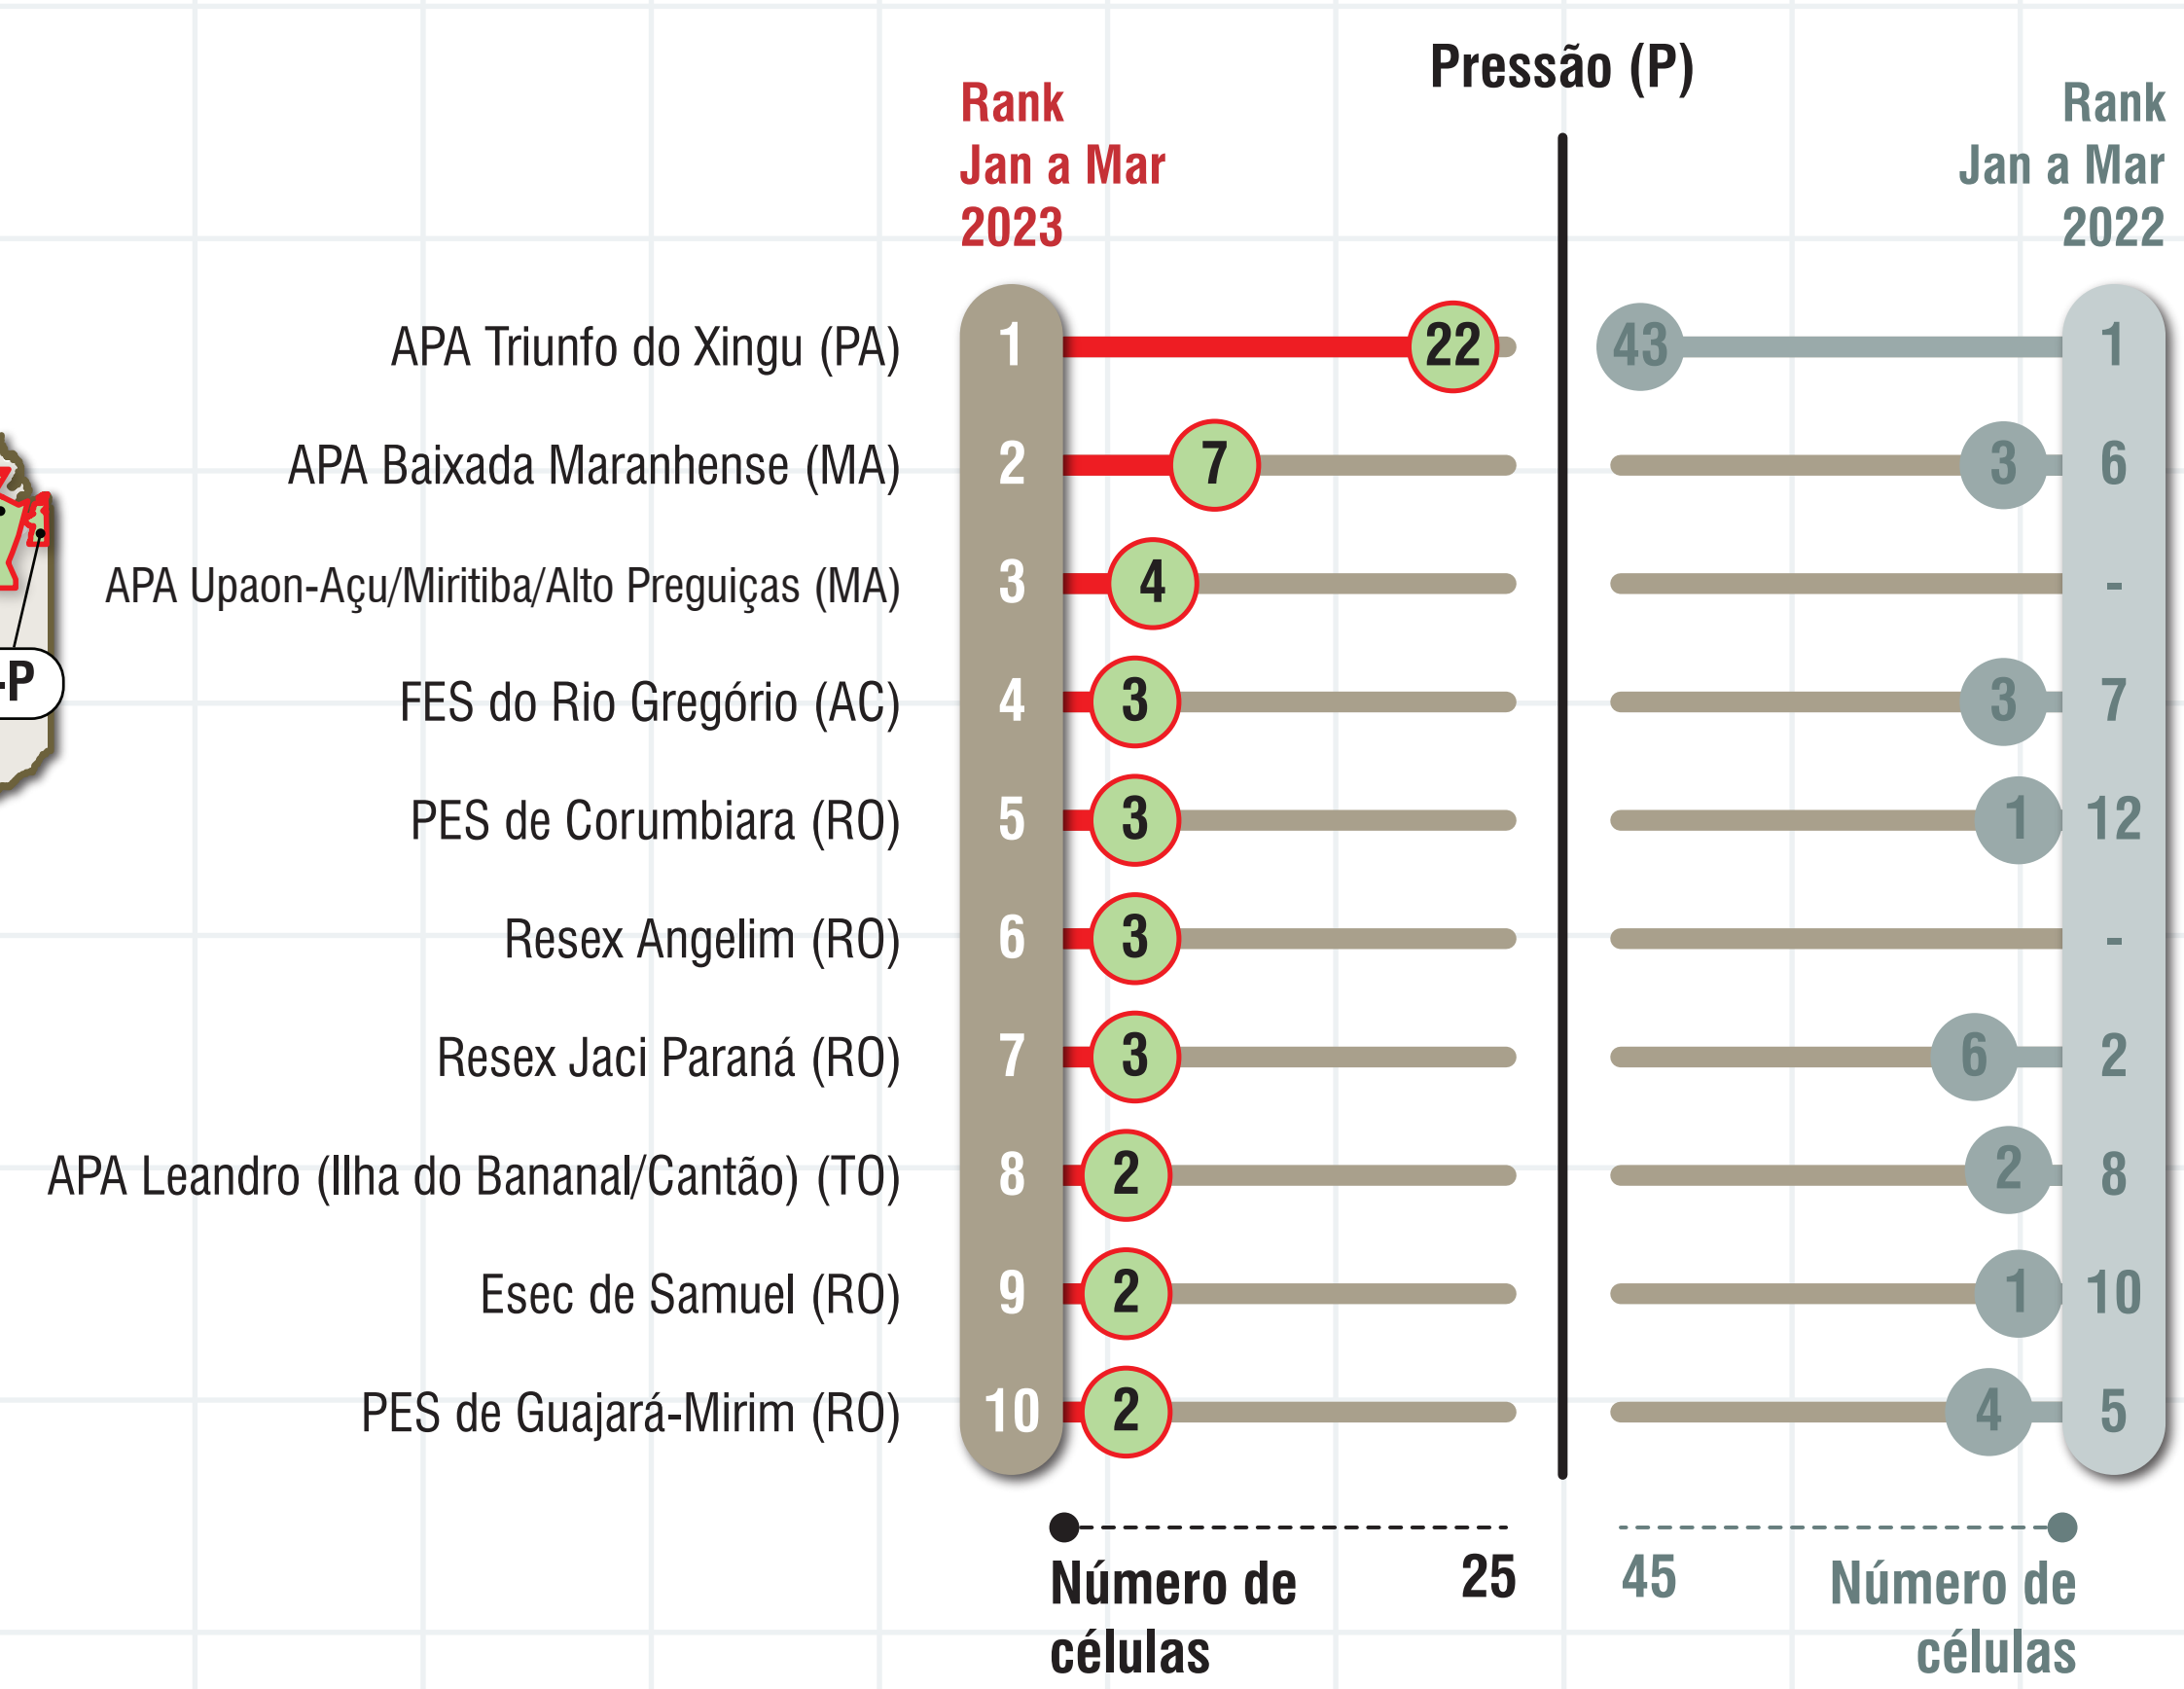 Pressão (P)
Rank
Jan a Mar
2023
Rank
Jan a Mar
2022
APA Triunfo do Xingu (PA) 1 22 43 1
APA Baixada Maranhense (MA) 2 7 3 6
APA Upaon-Açu/Miritiba/Alto Preguiças (MA) 3 4 -
FES do Rio Gregório (AC) 4 3 3 7
PES de Corumbiara (RO) 5 3 1 12
Resex Angelim (RO) 6 3 -
Resex Jaci Paraná (RO) 7 3 6 2
APA Leandro (Ilha do Bananal/Cantão) (TO) 8 2 2 8
Esec de Samuel (RO) 9 2 1 10
PES de Guajará-Mirim (RO) 10 2 4 5
-P
Número de
células
25
45
Número de
células